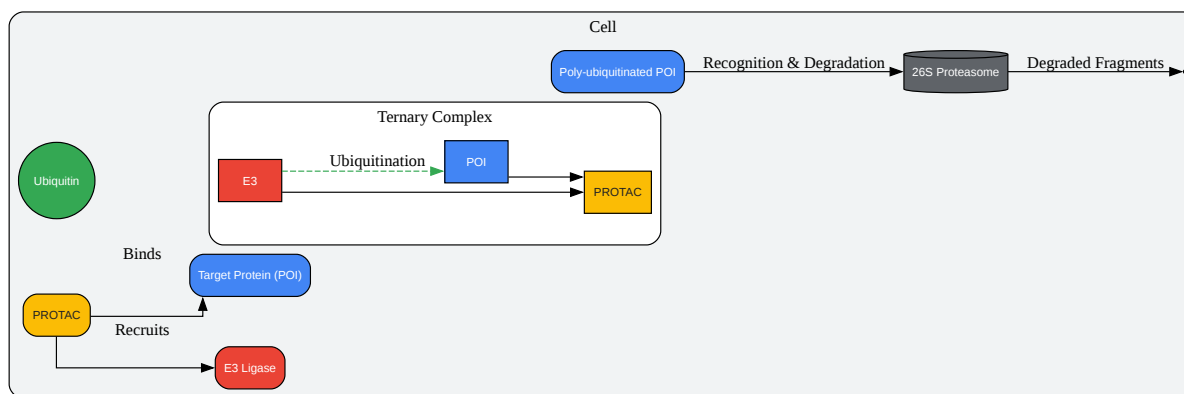 Cell
Poly-ubiquitinated POI
Recognition & Degradation
26S Proteasome
Degraded Fragments
Ternary Complex
Ubiquitin
E3
Ubiquitination
POI
PROTAC
Binds
Target Protein (POI)
PROTAC
Recruits
E3 Ligase